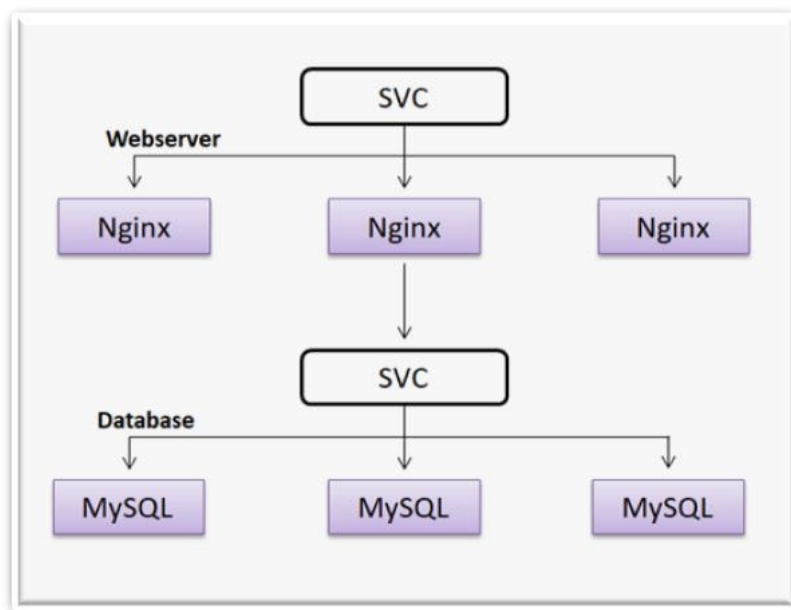 SVC
Webserver
Nginx
Nginx
Nginx
SVC
Database
MySQL
MySQL
MySQL